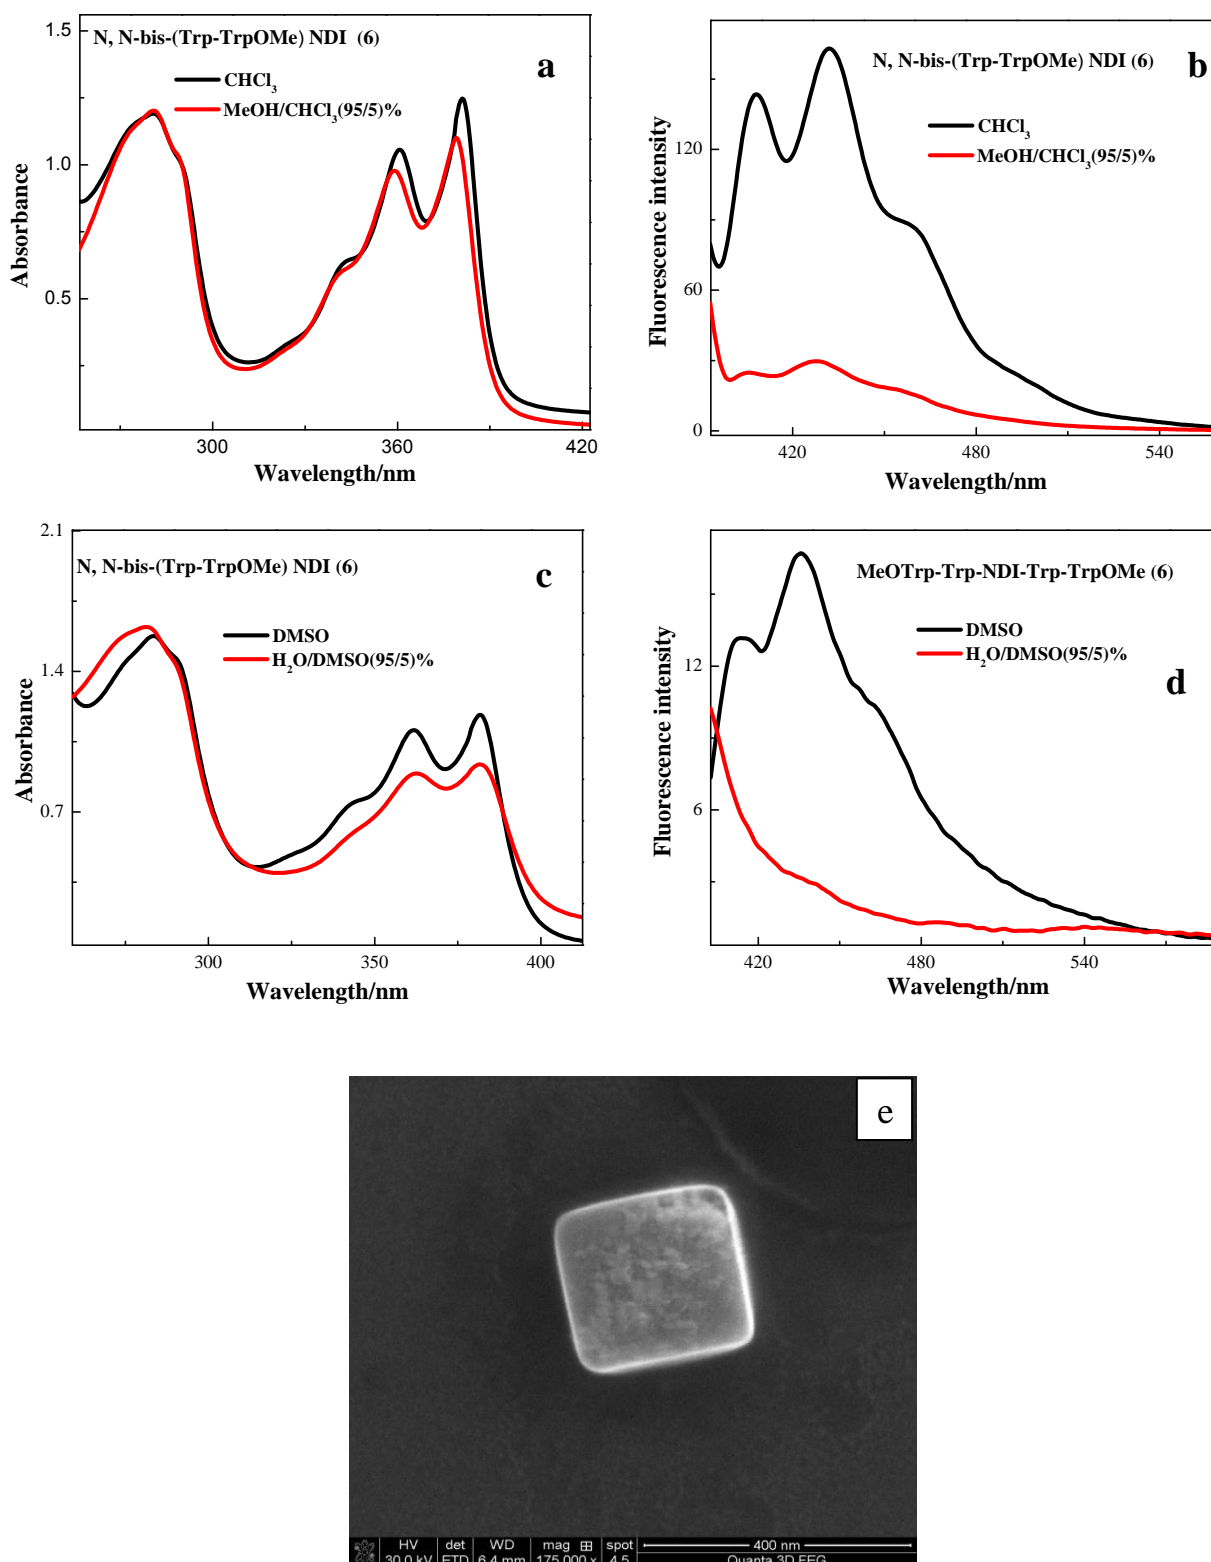 N, N-bis-(Trp-TrpOMe) NDI (6)
a
CHCl3
MeOH/CHCl3(95/5)%
1.5
1.0
0.5
Absorbance
300
360
420
Wavelength/nm
N, N-bis-(Trp-TrpOMe) NDI (6)
b
CHCl3
MeOH/CHCl3(95/5)%
120
60
0
Fluorescence intensity
420
480
540
Wavelength/nm
N, N-bis-(Trp-TrpOMe) NDI (6)
c
DMSO
H2O/DMSO(95/5)%
2.1
1.4
0.7
Absorbance
300
350
400
Wavelength/nm
MeOTrp-Trp-NDI-Trp-TrpOMe (6)
d
DMSO
H2O/DMSO(95/5)%
12
6
Fluorescence intensity
420
480
540
Wavelength/nm
e
HV det WD mag ⊞ spot 400 nm
30.0 kV ETD 6.4 mm 175 000 x 4.5 Quanta 3D FEG